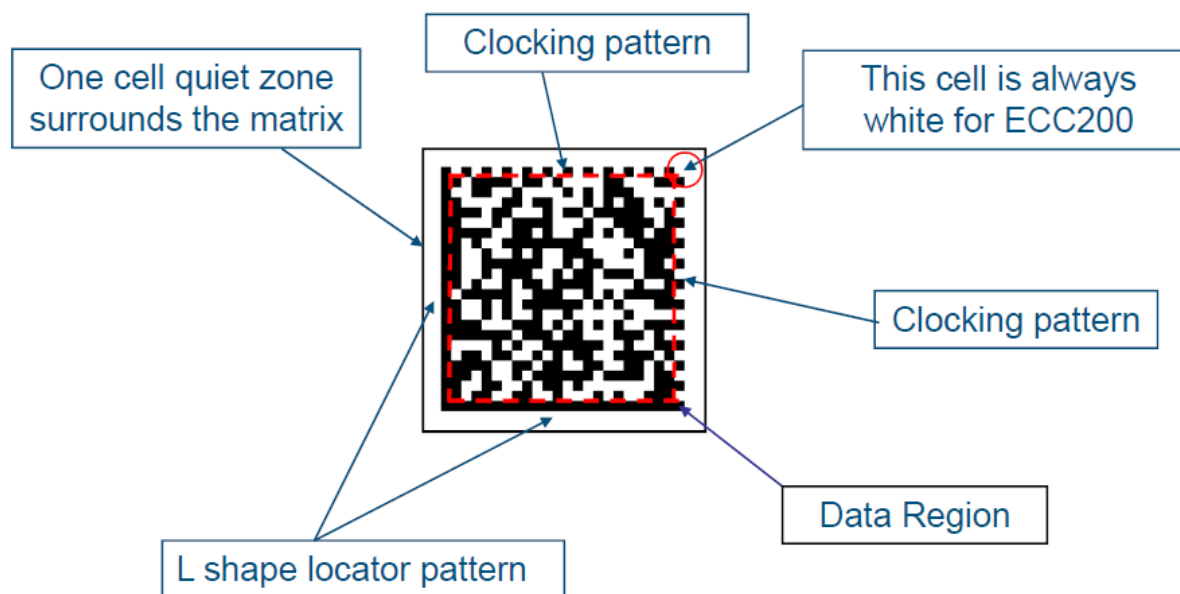 Clocking pattern
One cell quiet zone
surrounds the matrix
This cell is always
white for ECC200
Clocking pattern
Data Region
L shape locator pattern